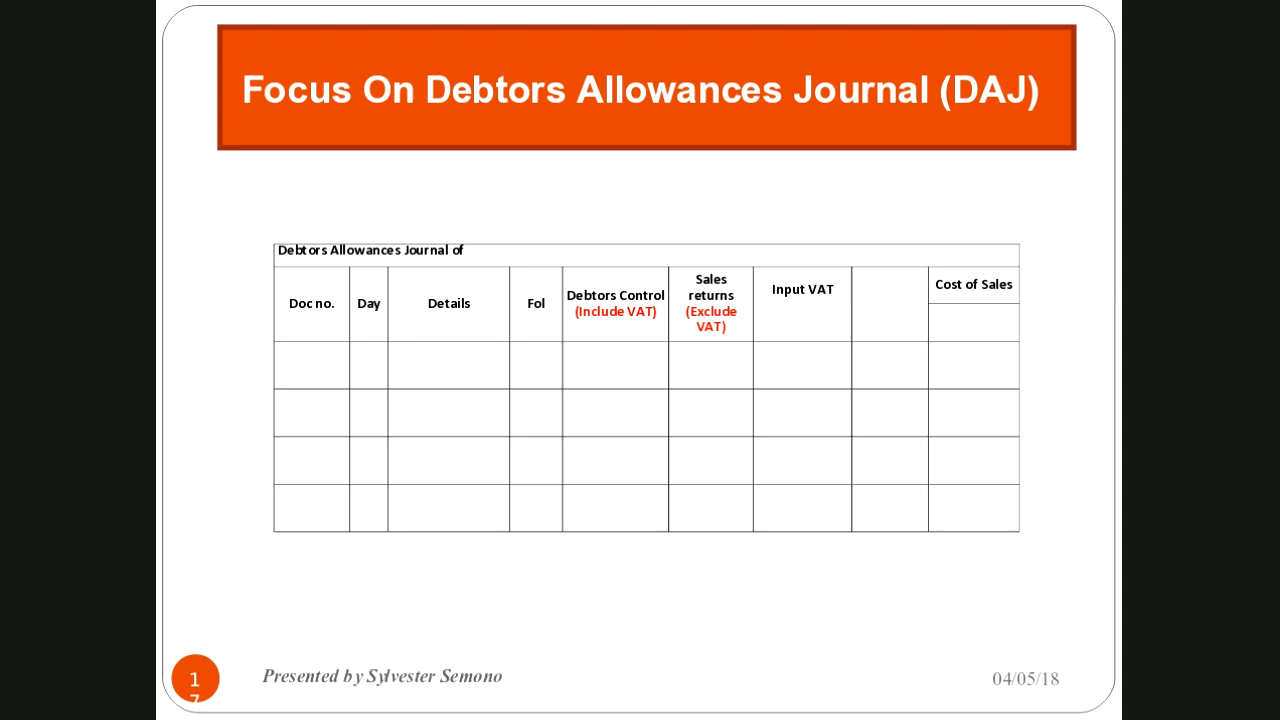 Focus On Debtors Allowances Journal (DAJ)
Debtors Allowances Journal of
Doc no.
Day
Details
Fol
Debtors Control
(Include VAT)
Sales
returns
(Exclude
VAT)
Input VAT
Cost of Sales
1
7
Presented by Sylvester Semono
04/05/18